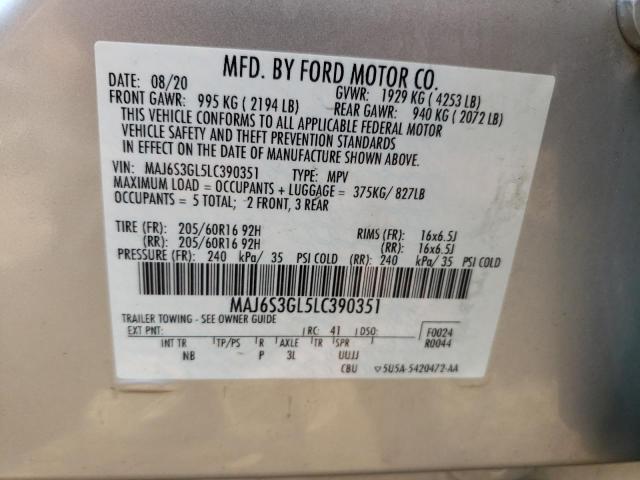 MFD. BY FORD MOTOR CO.
DATE: 08/20 GVWR: 1929 KG ( 4253 LB)
FRONT GAWR: 995 KG ( 2194 LB) REAR GAWR: 940 KG ( 2072 LB)
THIS VEHICLE CONFORMS TO ALL APPLICABLE FEDERAL MOTOR
VEHICLE SAFETY AND THEFT PREVENTION STANDARDS
IN EFFECT ON THE DATE OF MANUFACTURE SHOWN ABOVE.
VIN: MAJ6S3GL5LC390351 TYPE: MPV
MAXIMUM LOAD = OCCUPANTS + LUGGAGE = 375KG/ 827LB
OCCUPANTS : 5 TOTAL; 2 FRONT, 3 REAR
TIRE (FR): 205/60R16 92H RIMS (FR): 16x6.5J
(RR): 205/60R16 92H (RR): 16x6.5J
PRESSURE (FR): 240 kPa/ 35 PSI COLD (RR): 240 kPa/ 35 PSI COLD
MAJ6S3GL5LC390351
TRAILER TOWING - SEE OWNER GUIDE
EXT PNT: RC: 41 DSO: F0024
INT TR TP/PS R AXLE TR SPR R0044
NB P 3L UUJJ
CBU 5U5A-5420472-AA